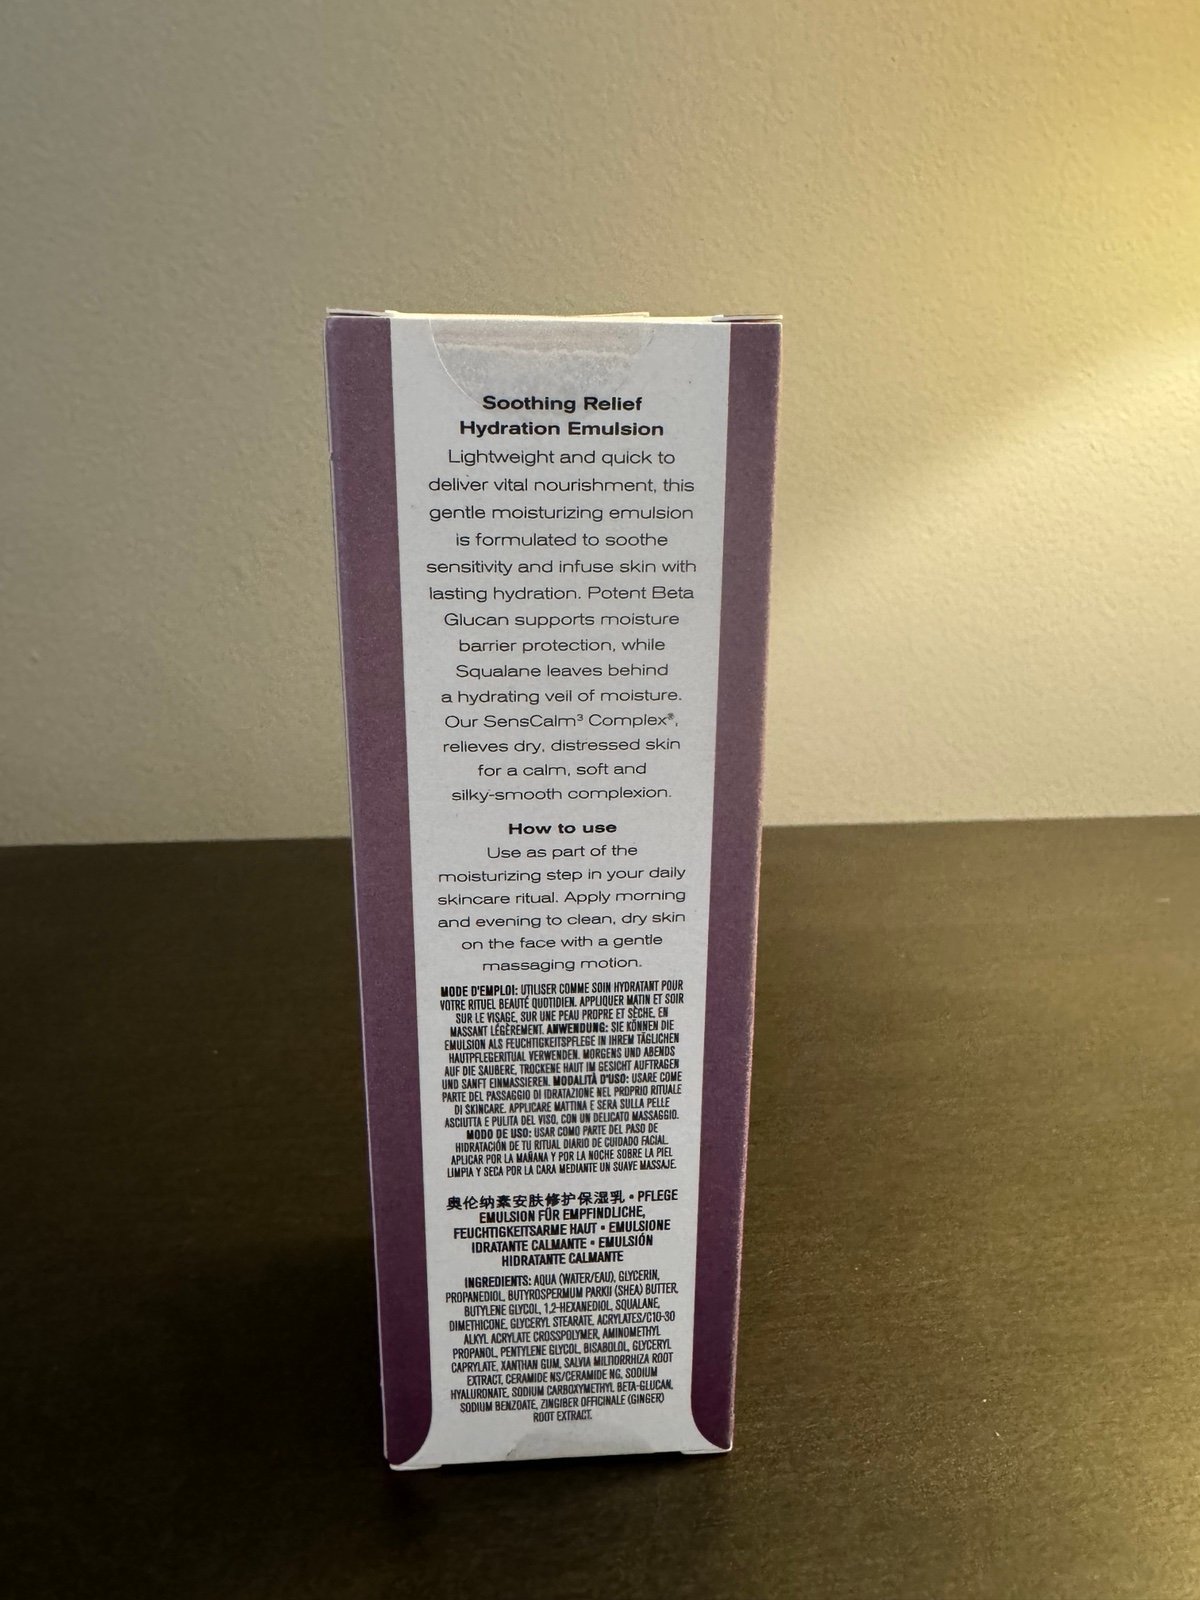 Soothing Relief
Hydration Emulsion
Lightweight and quick to
deliver vital nourishment, this
gentle moisturizing emulsion
is formulated to soothe
sensitivity and infuse skin with
lasting hydration. Potent Beta
Glucan supports moisture
barrier protection, while
Squalane leaves behind
a hydrating veil of moisture.
Our SensCalm³ Complex®,
relieves dry, distressed skin
for a calm, soft and
silky-smooth complexion.
How to use
Use as part of the
moisturizing step in your daily
skincare ritual. Apply morning
and evening to clean, dry skin
on the face with a gentle
massaging motion.
MODE D'EMPLOI: UTILISER COMME SOIN HYDRATANT POUR
VOTRE RITUEL BEAUTÉ QUOTIDIEN. APPLIQUER MATIN ET SOIR
SUR LE VISAGE, SUR UNE PEAU PROPRE ET SÈCHE, EN
MASSANT LÉGÈREMENT. ANWENDUNG: SIE KÖNNEN DIE
EMULSION ALS FEUCHTIGKEITSPFLEGE IN IHREM TÄGLICHEN
HAUTPFLEGERITUAL VERWENDEN. MORGENS UND ABENDS
AUF DIE SAUBERE, TROCKENE HAUT IM GESICHT AUFTRAGEN
UND SANFT EINMASSIEREN. MODALITÀ D'USO: USARE COME
PARTE DEL PASSAGGIO DI IDRATAZIONE NEL PROPRIO RITUALE
DI SKINCARE. APPLICARE MATTINA E SERA SULLA PELLE
ASCIUTTA E PULITA DEL VISO, CON UN DELICATO MASSAGGIO.
MODO DE USO: USAR COMO PARTE DEL PASO DE
HIDRATACIÓN DE TU RITUAL DIARIO DE CUIDADO FACIAL.
APLICAR POR LA MAÑANA Y POR LA NOCHE SOBRE LA PIEL
LIMPIA Y SECA POR LA CARA MEDIANTE UN SUAVE MASSAJE.
奥伦纳素安肤修护保湿乳 • PFLEGE
EMULSION FÜR EMPFINDLICHE,
FEUCHTIGKEITSARME HAUT • EMULSIONE
IDRATANTE CALMANTE • EMULSIÓN
HIDRATANTE CALMANTE
INGREDIENTS: AQUA (WATER/EAU), GLYCERIN,
PROPANEDIOL, BUTYROSPERMUM PARKII (SHEA) BUTTER,
BUTYLENE GLYCOL, 1,2-HEXANEDIOL, SQUALANE,
DIMETHICONE, GLYCERYL STEARATE, ACRYLATES/C10-30
ALKYL ACRYLATE CROSSPOLYMER, AMINOMETHYL
PROPANOL, PENTYLENE GLYCOL, BISABOLOL, GLYCERYL
CAPRYLATE, XANTHAN GUM, SALVIA MILTIORRHIZA ROOT
EXTRACT, CERAMIDE NS/CERAMIDE NG, SODIUM
HYALURONATE, SODIUM CARBOXYMETHYL BETA-GLUCAN,
SODIUM BENZOATE, ZINGIBER OFFICINALE (GINGER)
ROOT EXTRACT.